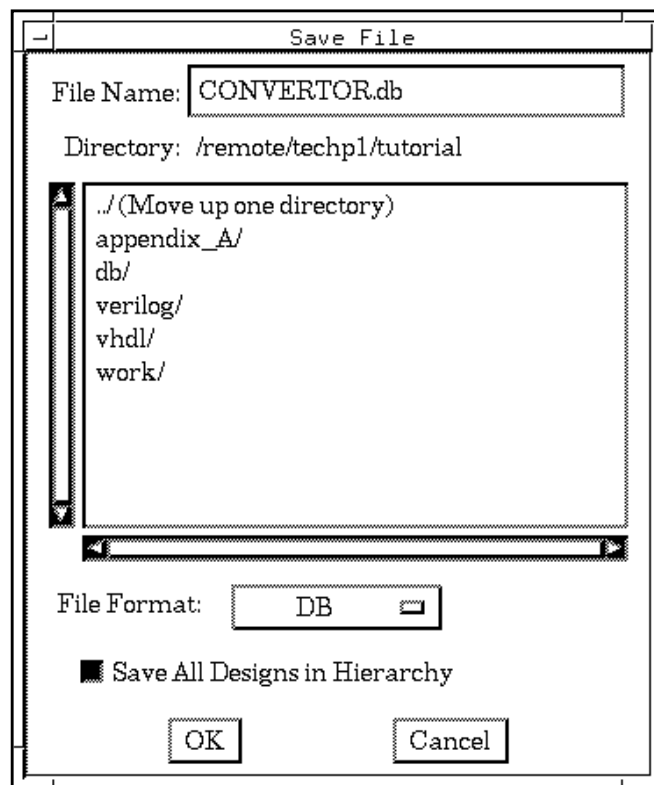 Save File
File Name: CONVERTOR.db
Directory: /remote/techp1/tutorial
../ (Move up one directory)
appendix_A/
db/
verilog/
vhdl/
work/
File Format: DB
Save All Designs in Hierarchy
OK Cancel